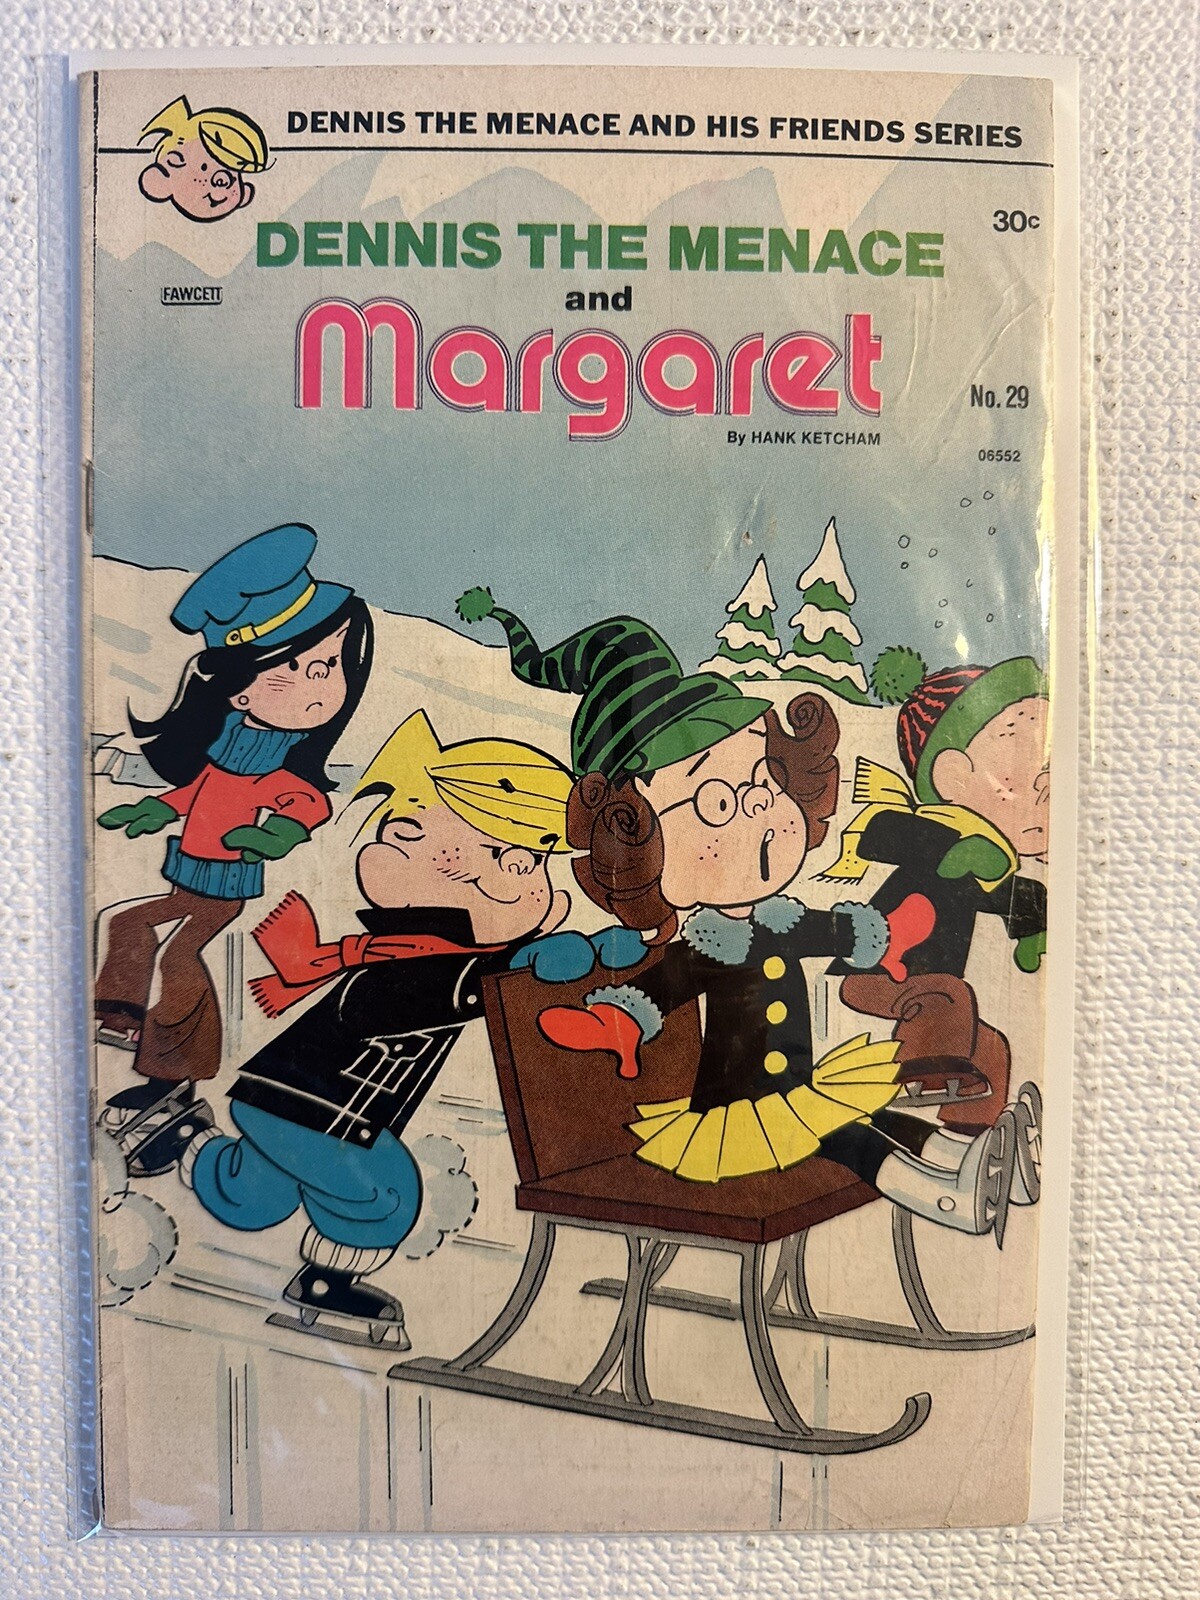 DENNIS THE MENACE AND HIS FRIENDS SERIES
30c
DENNIS THE MENACE
FAWCETT
and
Margaret
No. 29
By HANK KETCHAM
06552